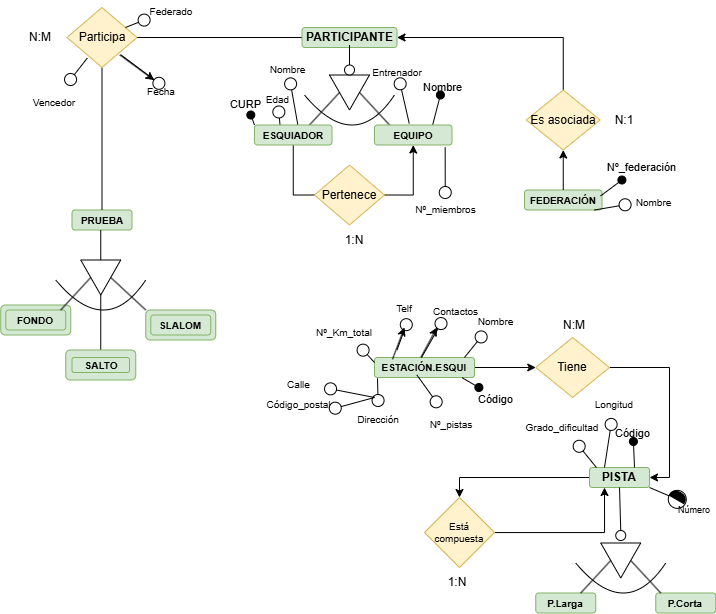 Federado
N:M
Participa
PARTICIPANTE
Vencedor
Fecha
Nombre
Entrenador
Nombre
CURP
Edad
ESQUIADOR
EQUIPO
Es asociada
N:1
Pertenece
Nº_miembros
1:N
Nº_federación
FEDERACIÓN
Nombre
PRUEBA
FONDO
SLALOM
SALTO
Telf
Contactos
Nombre
N:M
Nº_Km_total
ESTACIÓN.ESQUI
Tiene
Calle
Código_postal
Código
Dirección
Nº_pistas
Longitud
Grado_dificultad
Código
PISTA
Número
Está
compuesta
1:N
P.Larga
P.Corta